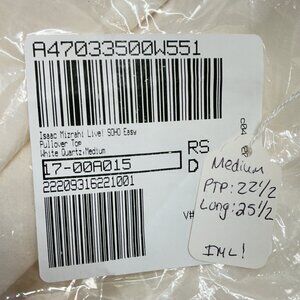 A47033500W551
Isaac Mizrahi Live! SOHO Easy
Pullover Top
White Quartz:Medium
RS
17-00A015
D
22209316221001
V#
Medium
PTP: 22 1/2
Long: 25 1/2
IML!